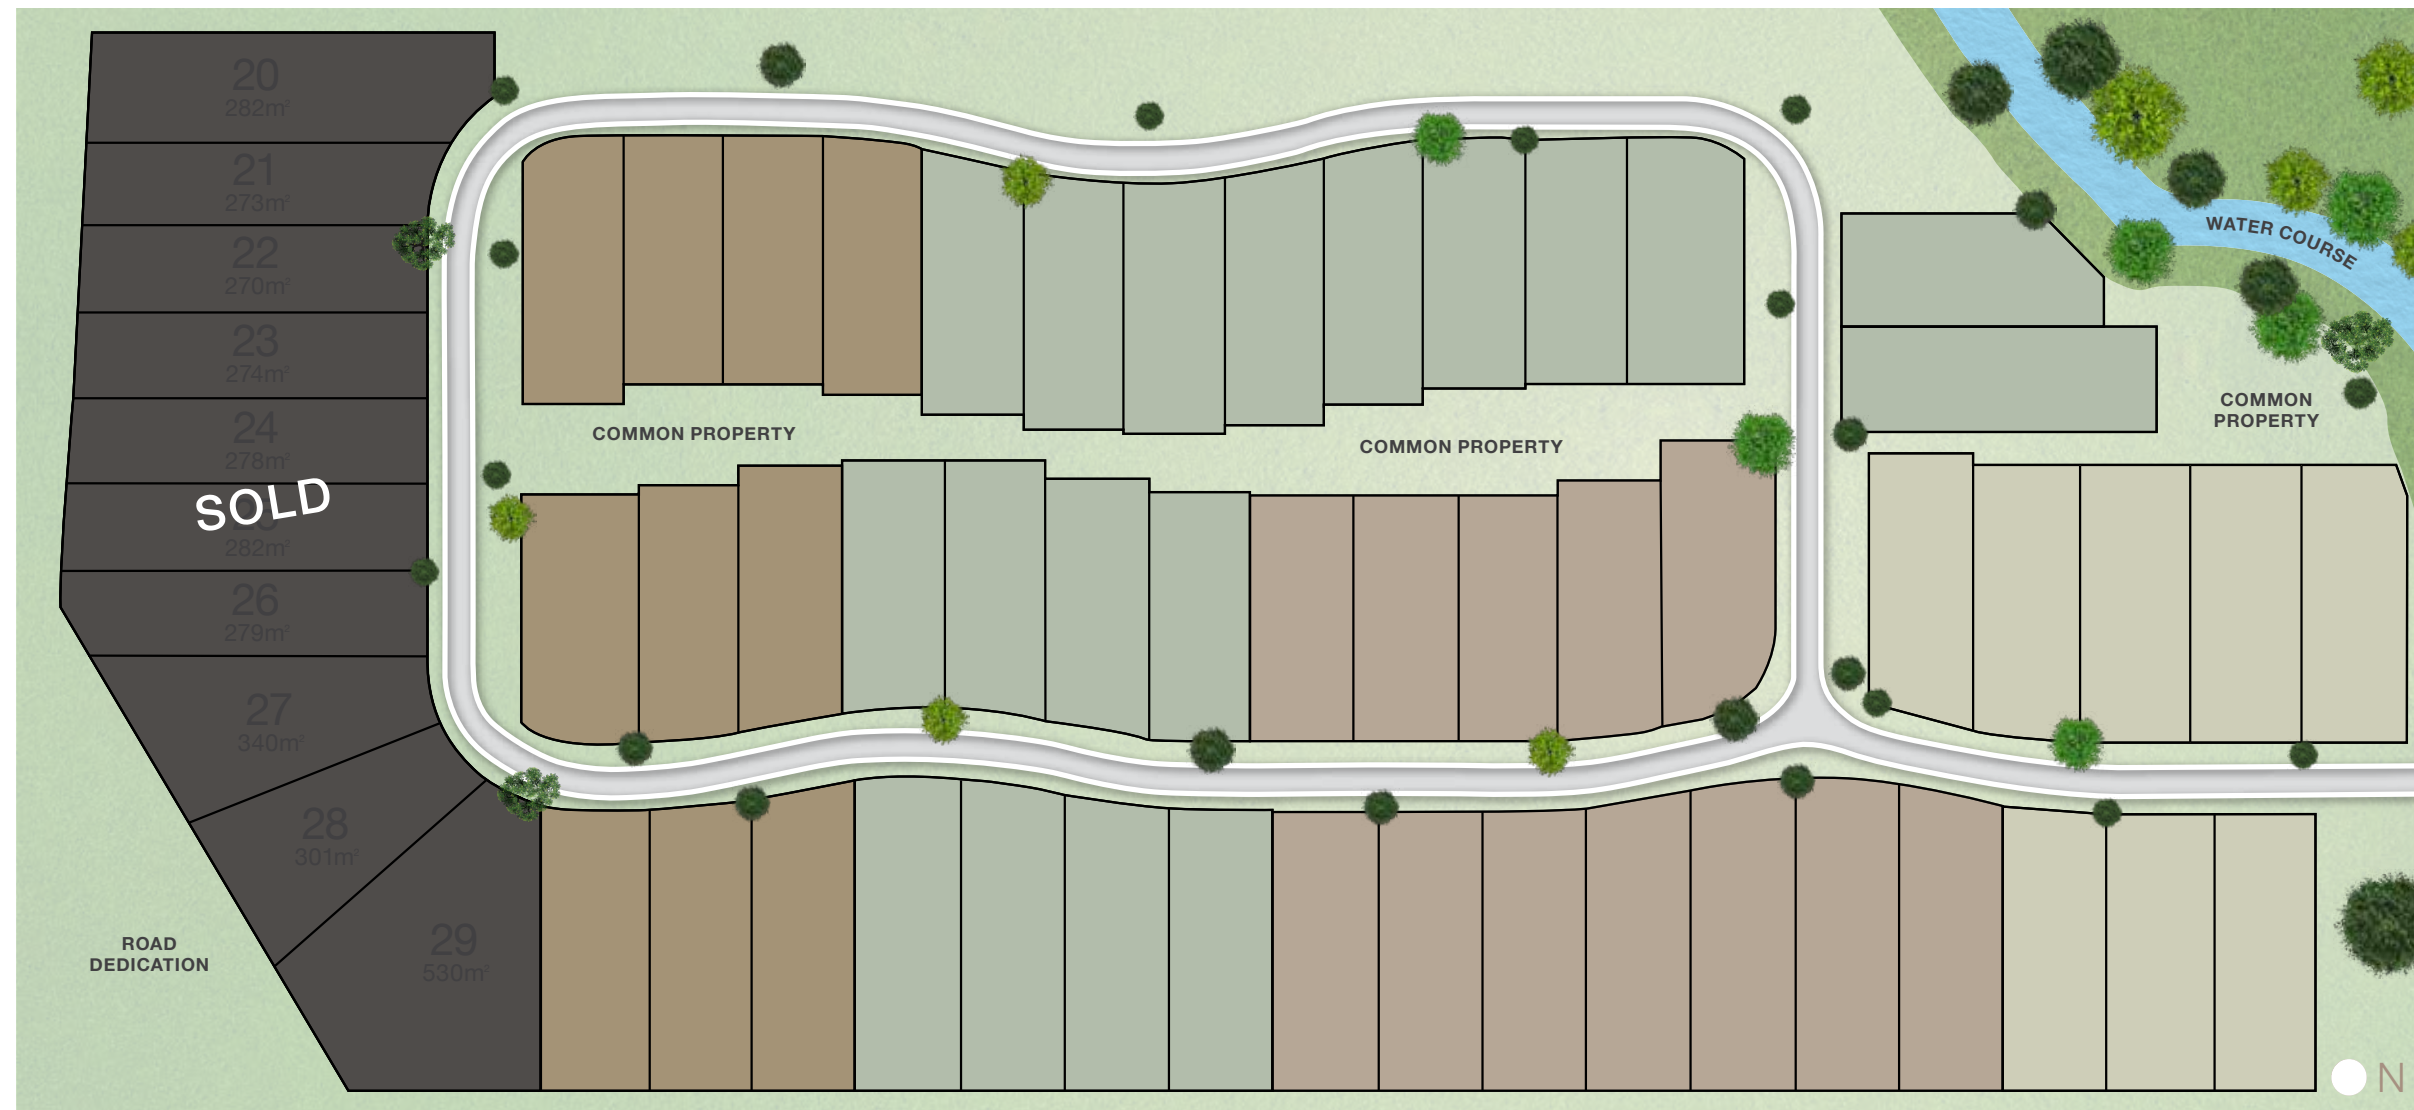 20
282m²
21
273m²
22
270m²
23
274m²
24
278m²
SOLD
282m²
26
279m²
27
340m²
28
301m²
29
530m²
ROAD
DEDICATION
COMMON PROPERTY
COMMON PROPERTY
WATER COURSE
COMMON
PROPERTY
N